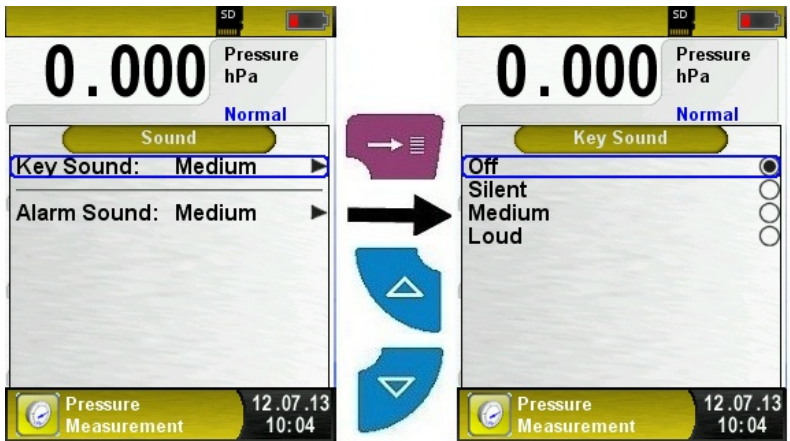 SD
0.000
Pressure
hPa
Normal
Sound
Key Sound: Medium
Alarm Sound: Medium
Pressure
Measurement
12.07.13
10:04
SD
0.000
Pressure
hPa
Normal
Key Sound
Off
Silent
Medium
Loud
Pressure
Measurement
12.07.13
10:04